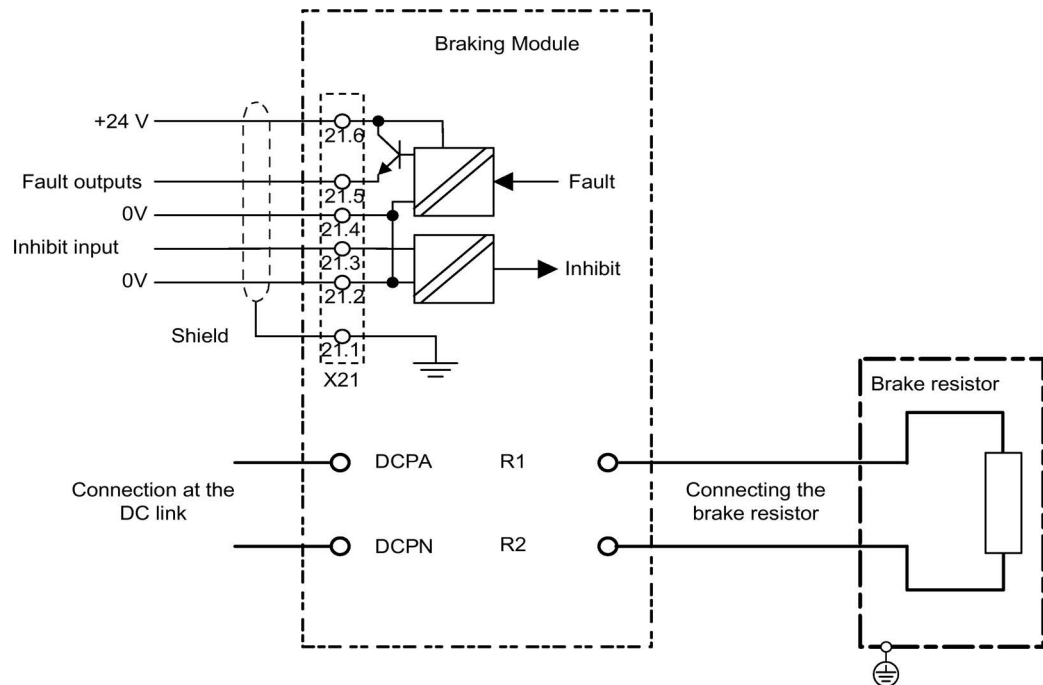 Braking Module
+24 V
21.6
Fault outputs
21.5
Fault
0V
21.4
Inhibit input
21.3
Inhibit
0V
21.2
Shield
21.1
X21
Brake resistor
DCPA
R1
Connection at the
DC link
Connecting the
brake resistor
DCPN
R2